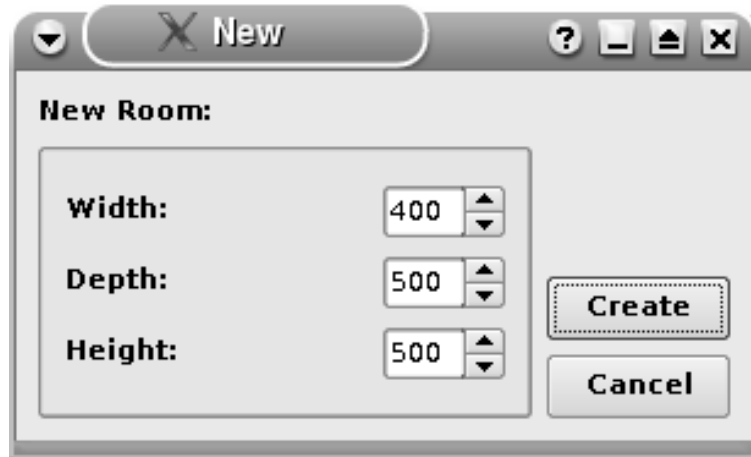 New
?
New Room:
Width: 400
Depth: 500
Height: 500
Create
Cancel